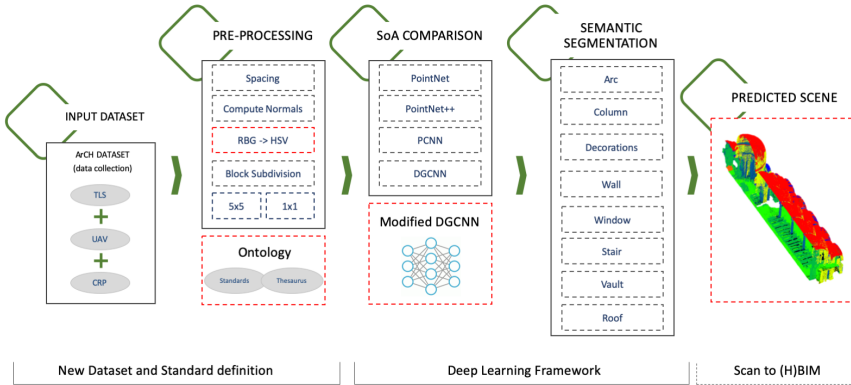 INPUT DATASET
ArCH DATASET
(data collection)
TLS
+
UAV
+
CRP
PRE-PROCESSING
Spacing
Compute Normals
RBG -> HSV
Block Subdivision
5x5
1x1
Ontology
Standards
Thesaurus
SoA COMPARISON
PointNet
PointNet++
PCNN
DGCNN
Modified DGCNN
SEMANTIC
SEGMENTATION
Arc
Column
Decorations
Wall
Window
Stair
Vault
Roof
PREDICTED SCENE
New Dataset and Standard definition
Deep Learning Framework
Scan to (H)BIM